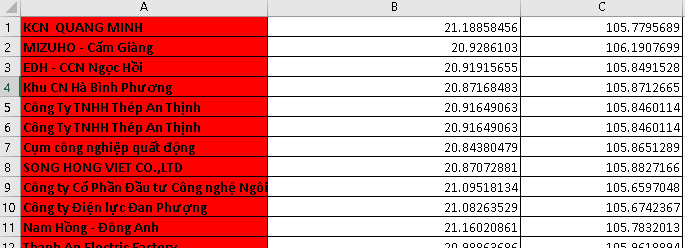 A B C
1 KCN QUANG MINH 21.18858456 105.7795689
2 MIZUHO - Cẩm Giàng 20.9286103 106.1907699
3 EDH - CCN Ngọc Hồi 20.91915655 105.8491528
4 Khu CN Hà Bình Phương 20.87168483 105.8712665
5 Công Ty TNHH Thép An Thịnh 20.91649063 105.8460114
6 Công Ty TNHH Thép An Thịnh 20.91649063 105.8460114
7 Cụm công nghiệp quất động 20.84380479 105.8651289
8 SONG HONG VIET CO.,LTD 20.87072881 105.8827166
9 Công ty Cổ Phần Đầu tư Công nghệ Ngôi 21.09518134 105.6597048
10 Công ty Điện lực Đan Phượng 21.08263529 105.6742367
11 Nam Hồng - Đông Anh 21.16020861 105.7832013
12 Thanh An Electric Factory 20.98863686 105.9618894